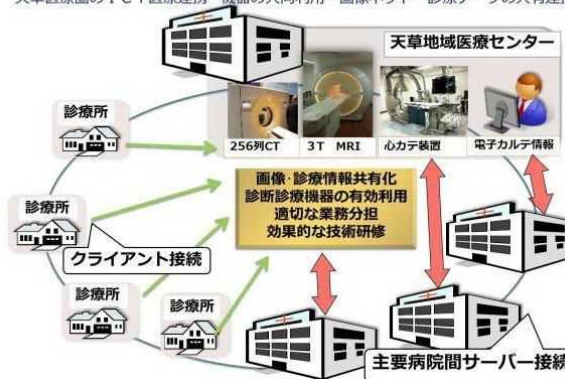 天草地域医療センター
診療所
256列CT
3T MRI
心カテ装置
電子カルテ情報
画像・診療情報共有化
診断診療機器の有効利用
適切な業務分担
効果的な技術研修
診療所
クライアント接続
診療所
診療所
主要病院間サーバー接続